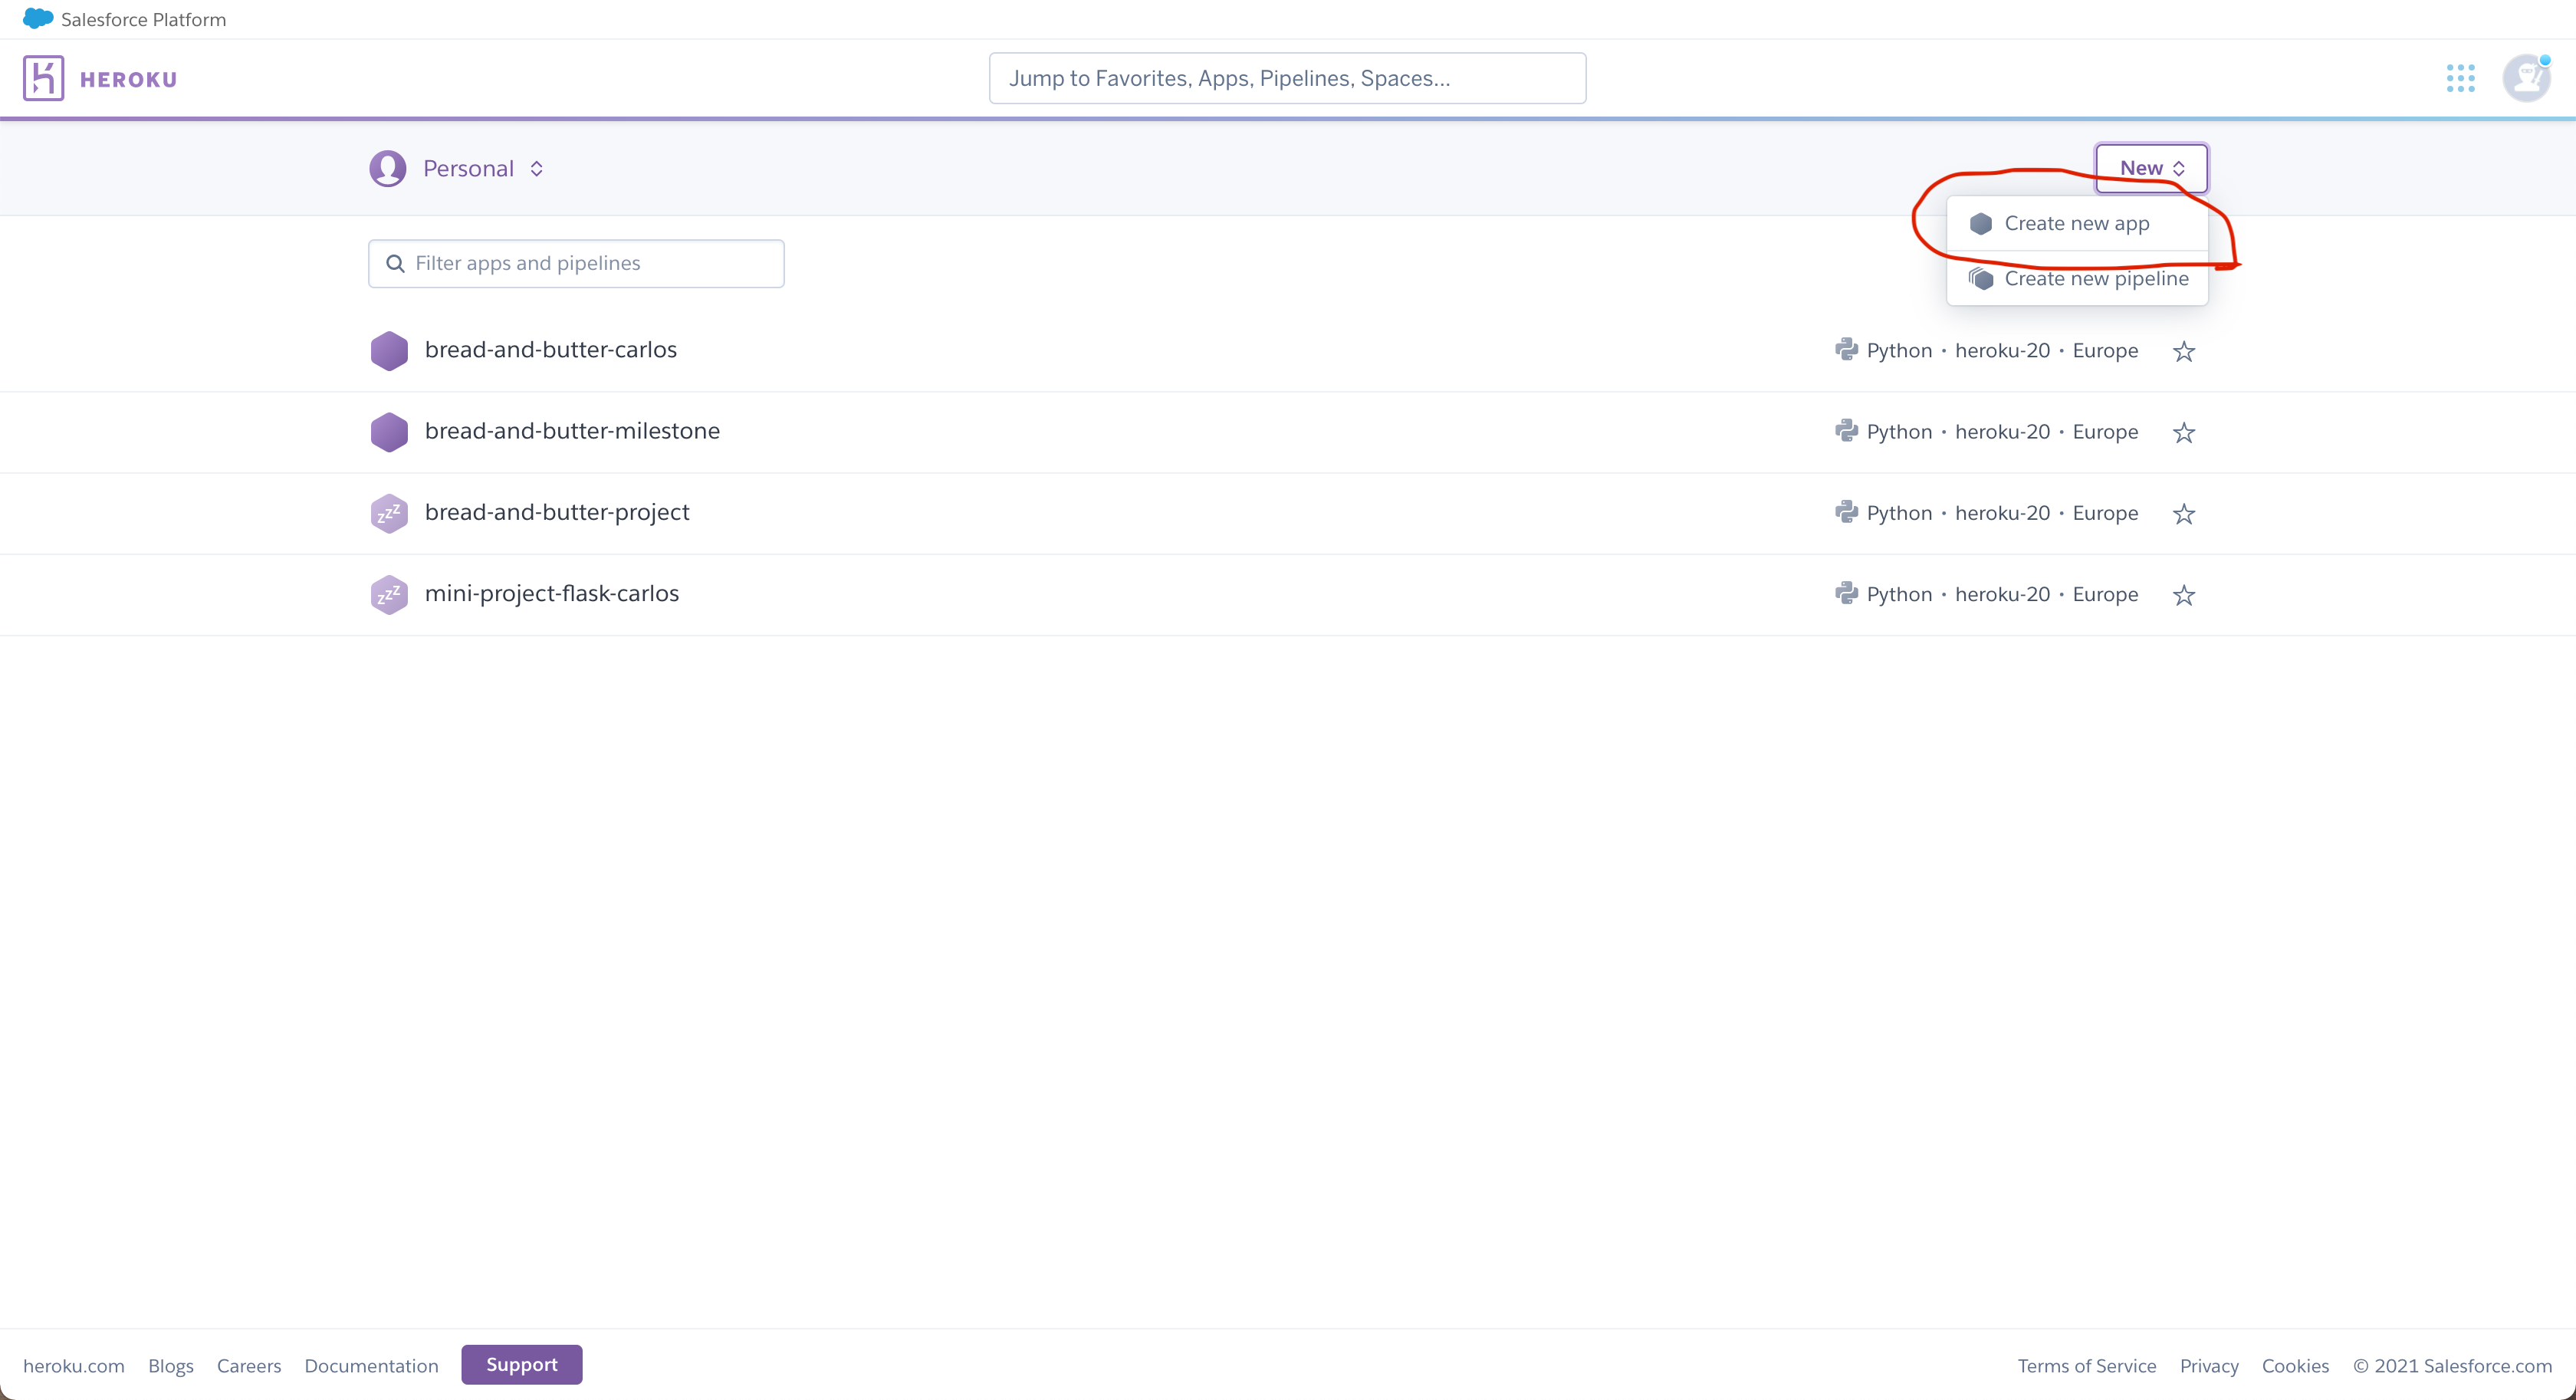 Salesforce Platform
HEROKU
Jump to Favorites, Apps, Pipelines, Spaces...
Personal
New
Create new app
Create new pipeline
Filter apps and pipelines
bread-and-butter-carlos Python • heroku-20 • Europe
bread-and-butter-milestone Python • heroku-20 • Europe
zzz bread-and-butter-project Python • heroku-20 • Europe
zzz mini-project-flask-carlos Python • heroku-20 • Europe
heroku.com Blogs Careers Documentation Support Terms of Service Privacy Cookies © 2021 Salesforce.com